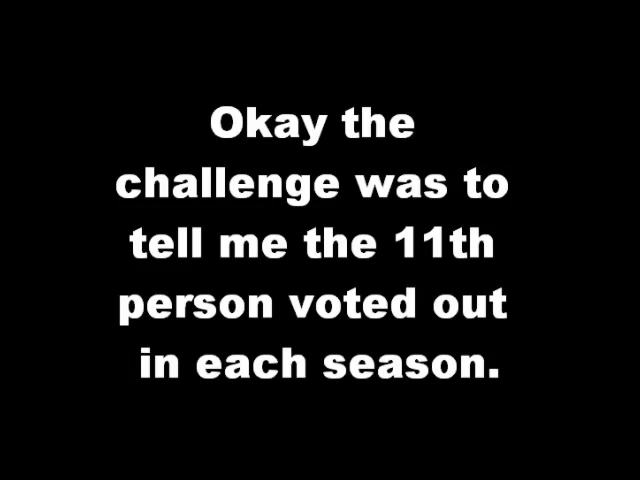 Okay the
challenge was to
tell me the 11th
person voted out
in each season.